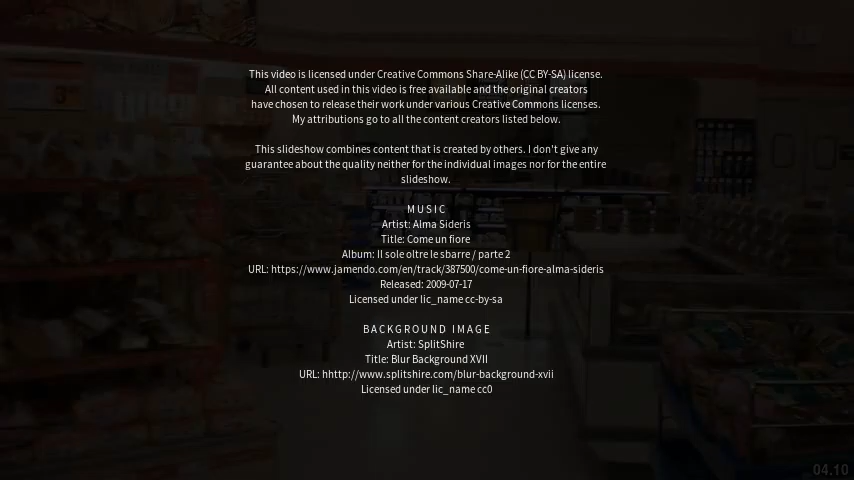 This video is licensed under Creative Commons Share-Alike (CC BY-SA) license.
All content used in this video is free available and the original creators
have chosen to release their work under various Creative Commons licenses.
My attributions go to all the content creators listed below.
This slideshow combines content that is created by others. I don't give any
guarantee about the quality neither for the individual images nor for the entire
slideshow.
MUSIC
Artist: Alma Sideris
Title: Come un fiore
Album: Il sole oltre le sbarre / parte 2
URL: https://www.jamendo.com/en/track/387500/come-un-fiore-alma-sideris
Released: 2009-07-17
Licensed under lic_name cc-by-sa
BACKGROUND IMAGE
Artist: SplitShire
Title: Blur Background XVII
URL: hhttp://www.splitshire.com/blur-background-xvii
Licensed under lic_name cc0
04.10